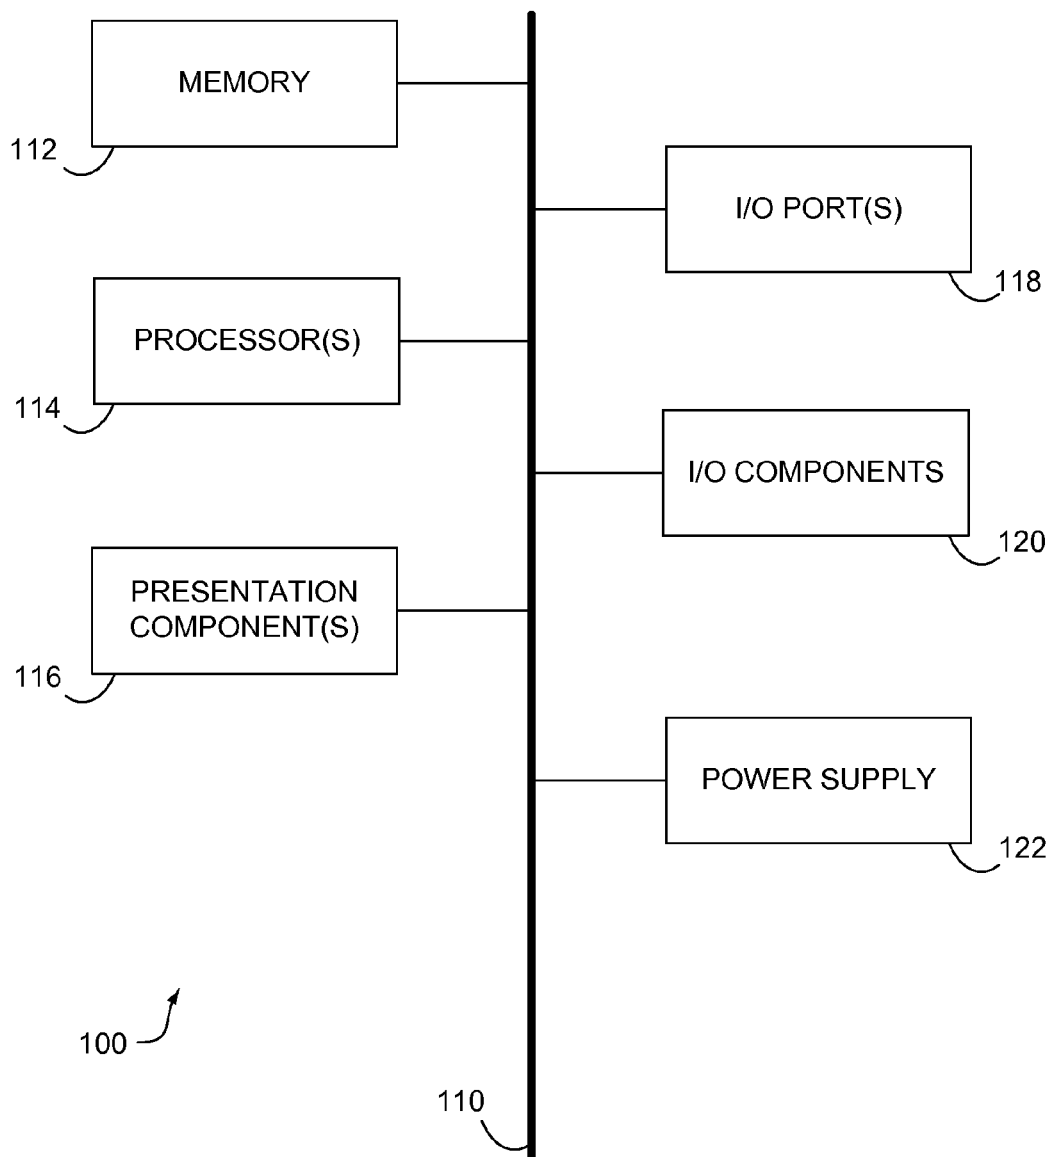 MEMORY
112
I/O PORT(S)
118
PROCESSOR(S)
114
I/O COMPONENTS
120
PRESENTATION
COMPONENT(S)
116
POWER SUPPLY
122
100
110